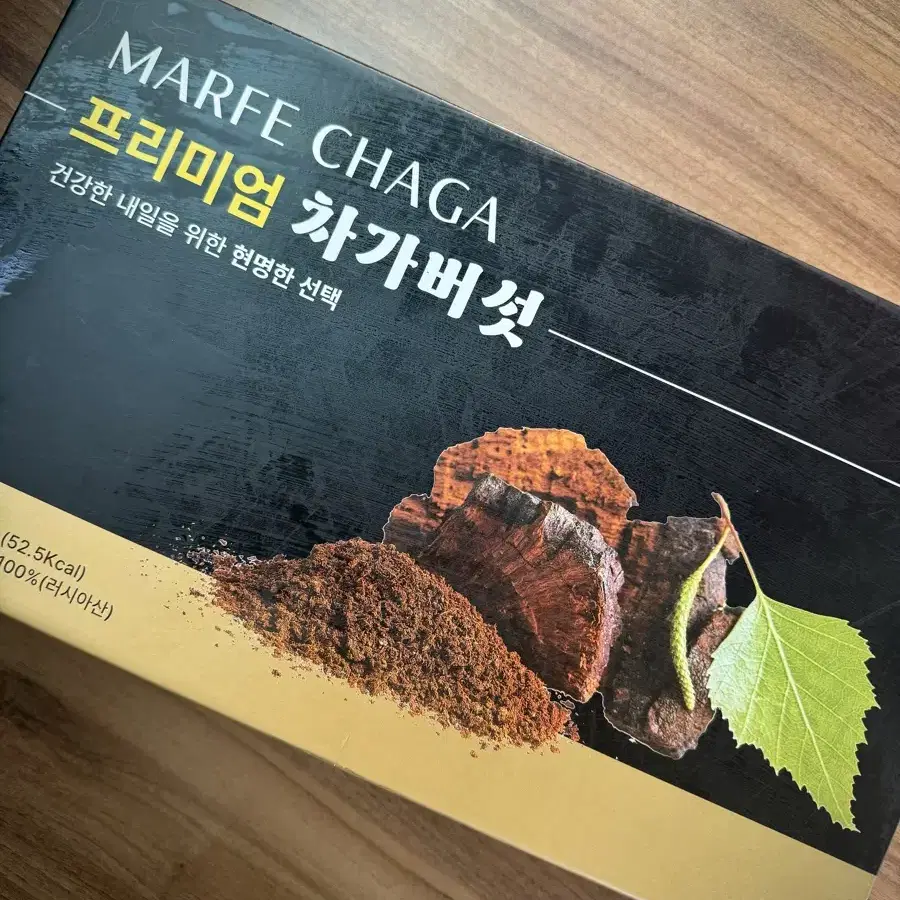 MARFE CHAGA
프리미엄 차가버섯
건강한 내일을 위한 현명한 선택
(52.5Kcal)
100%(러시아산)